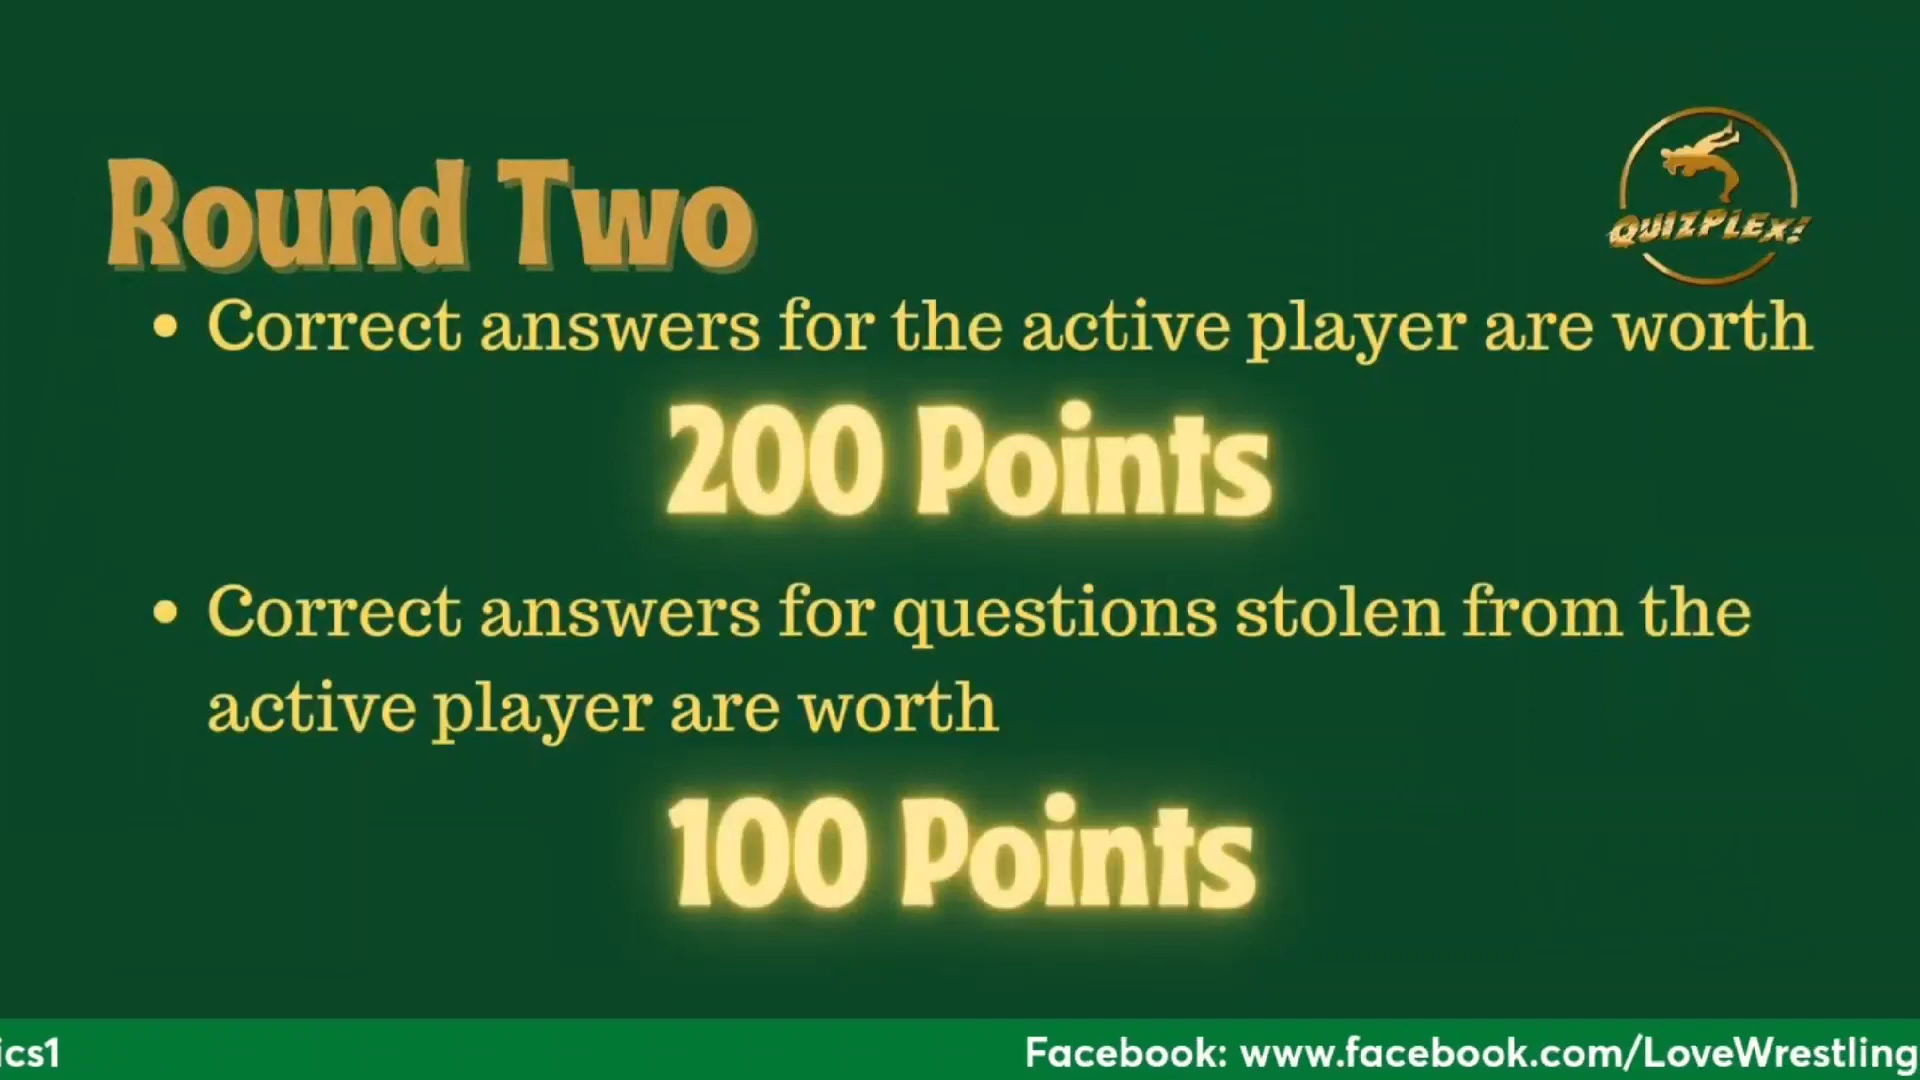 Round Two
QUIZPLEX!
• Correct answers for the active player are worth
200 Points
• Correct answers for questions stolen from the
active player are worth
100 Points
ics1
Facebook: www.facebook.com/LoveWrestling